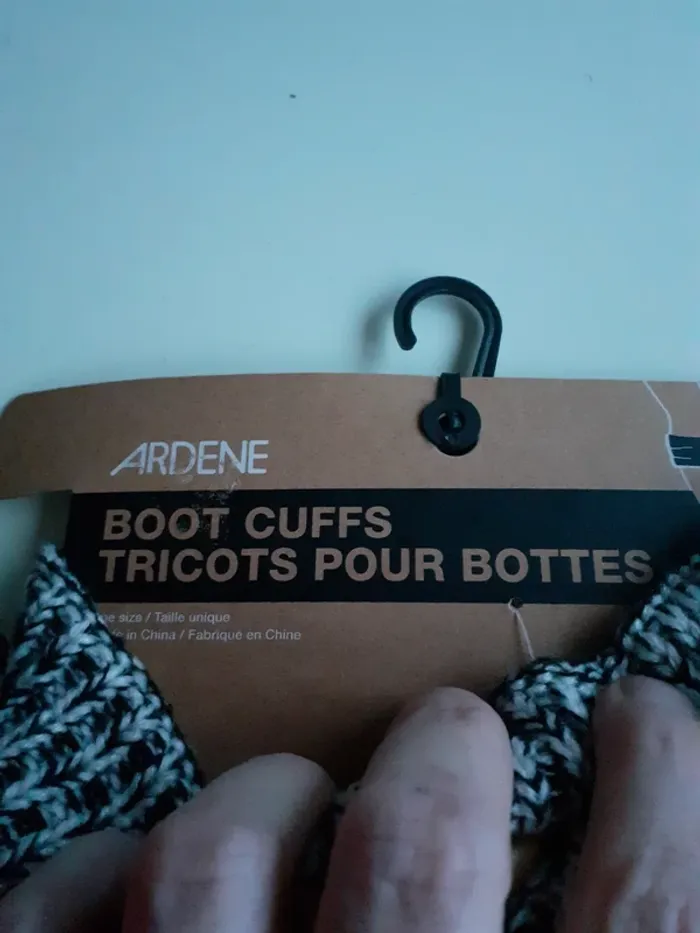 ARDENE
BOOT CUFFS
TRICOTS POUR BOTTES
size / Taille unique
in China / Fabriqué en Chine